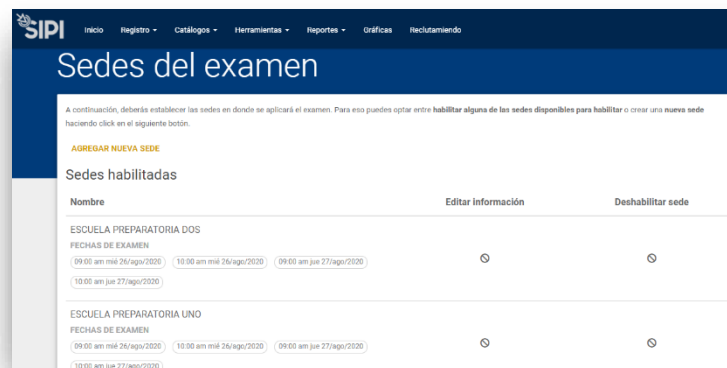 SIPI
Inicio Registro Catálogos Herramientas Reportes Gráficas Reclutamiendo
Sedes del examen
A continuación, deberás establecer las sedes en donde se aplicará el examen. Para eso puedes optar entre habilitar alguna de las sedes disponibles para habilitar o crear una nueva sede
haciendo click en el siguiente botón.
AGREGAR NUEVA SEDE
Sedes habilitadas
Nombre Editar información Deshabilitar sede
ESCUELA PREPARATORIA DOS
FECHAS DE EXAMEN
09:00 am mié 26/ago/2020 10:00 am mié 26/ago/2020 09:00 am jue 27/ago/2020
10:00 am jue 27/ago/2020
ESCUELA PREPARATORIA UNO
FECHAS DE EXAMEN
09:00 am mié 26/ago/2020 10:00 am mié 26/ago/2020 09:00 am jue 27/ago/2020
10:00 am jue 27/ago/2020